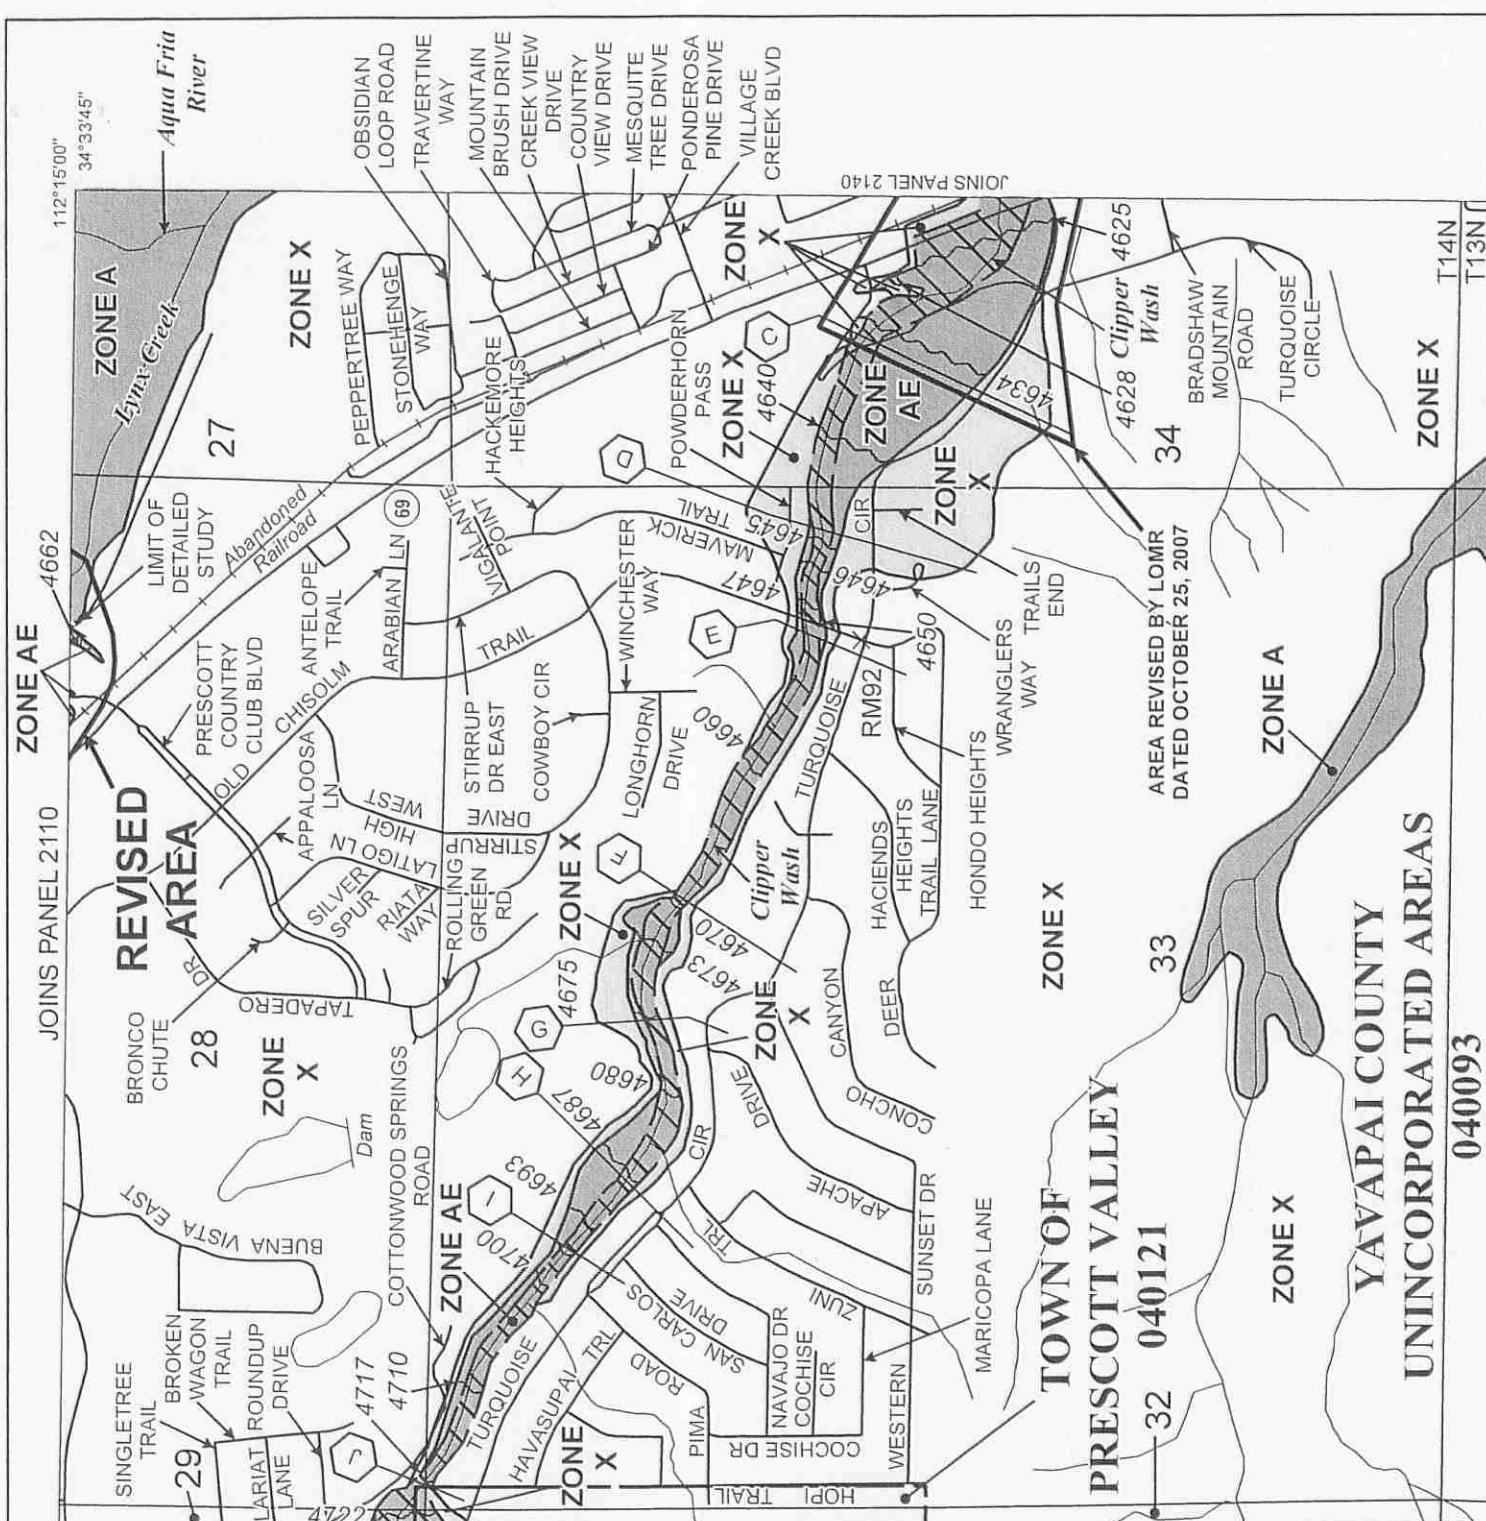 112°15'00"
34°33'45"
Aqua Fria
River
OBSIDIAN
LOOP ROAD
TRAVERTINE
WAY
MOUNTAIN
BRUSH DRIVE
CREEK VIEW
DRIVE
COUNTRY
VIEW DRIVE
MESQUITE
TREE DRIVE
PONDEROSA
PINE DRIVE
VILLAGE
CREEK BLVD
JOINS PANEL 2140
ZONE A
Lynx Creek
27
ZONE X
PEPPERTREE WAY
STONEHENGE
WAY
HACKEMORE
HEIGHTS
ZONE
X
C
ZONE X
4640
POWDERHORN
PASS
D
ZONE
AE
4634
4625
Clipper
Wash
4628
BRADSHAW
MOUNTAIN
ROAD
TURQUOISE
CIRCLE
T14N
T13N
ZONE X
34
ZONE
X
4662
LIMIT OF
DETAILED
STUDY
Abandoned
Railroad
69
VIGALANTE
POINT
ANTELOPE
TRAIL
ARABIAN LN
MAVERICK
TRAIL
4645
4647
4646
CIR
TRAILS
END
WRANGLERS
WAY
4650
AREA REVISED BY LOMR
DATED OCTOBER 25, 2007
ZONE AE
JOINS PANEL 2110
REVISED
AREA
PRESCOTT
COUNTRY
CLUB BLVD
OLD CHISOLM
TRAIL
STIRRUP
DR EAST
COWBOY CIR
WINCHESTER
WAY
LONGHORN
DRIVE
E
4660
TURQUOISE
RM92
HONDO HEIGHTS
ZONE A
APPALOOSA
LN
HIGH
WEST
LATIGO LN
STIRRUP
DRIVE
SILVER
SPUR
RIATA
WAY
ROLLING
GREEN
RD
ZONE X
F
Clipper
Wash
HACIENDS
HEIGHTS
TRAIL LANE
BRONCO
CHUTE
TAPADERO
DR
28
ZONE
X
Dam
COTTONWOOD SPRINGS
ROAD
4675
G
H
4670
4673
4680
4687
ZONE
X
CANYON
DEER
CONCHO
DRIVE
APACHE
ZONE X
33
BUENA VISTA EAST
ZONE AE
I
4693
4700
CIR
TRL
ZUNI
SUNSET DR
MARICOPA LANE
SINGLETREE
TRAIL
BROKEN
WAGON
TRAIL
ROUNDUP
DRIVE
LARIAT
LANE
29
4717
4710
4722
J
TURQUOISE
HAVASUPAI TRL
SAN CARLOS
DRIVE
ROAD
PIMA
NAVAJO DR
COCHISE
CIR
COCHISE DR
WESTERN
HOPI
TRAIL
ZONE
X
TOWN OF
PRESCOTT VALLEY
040121
32
ZONE X
YAVAPAI COUNTY
UNINCORPORATED AREAS
040093